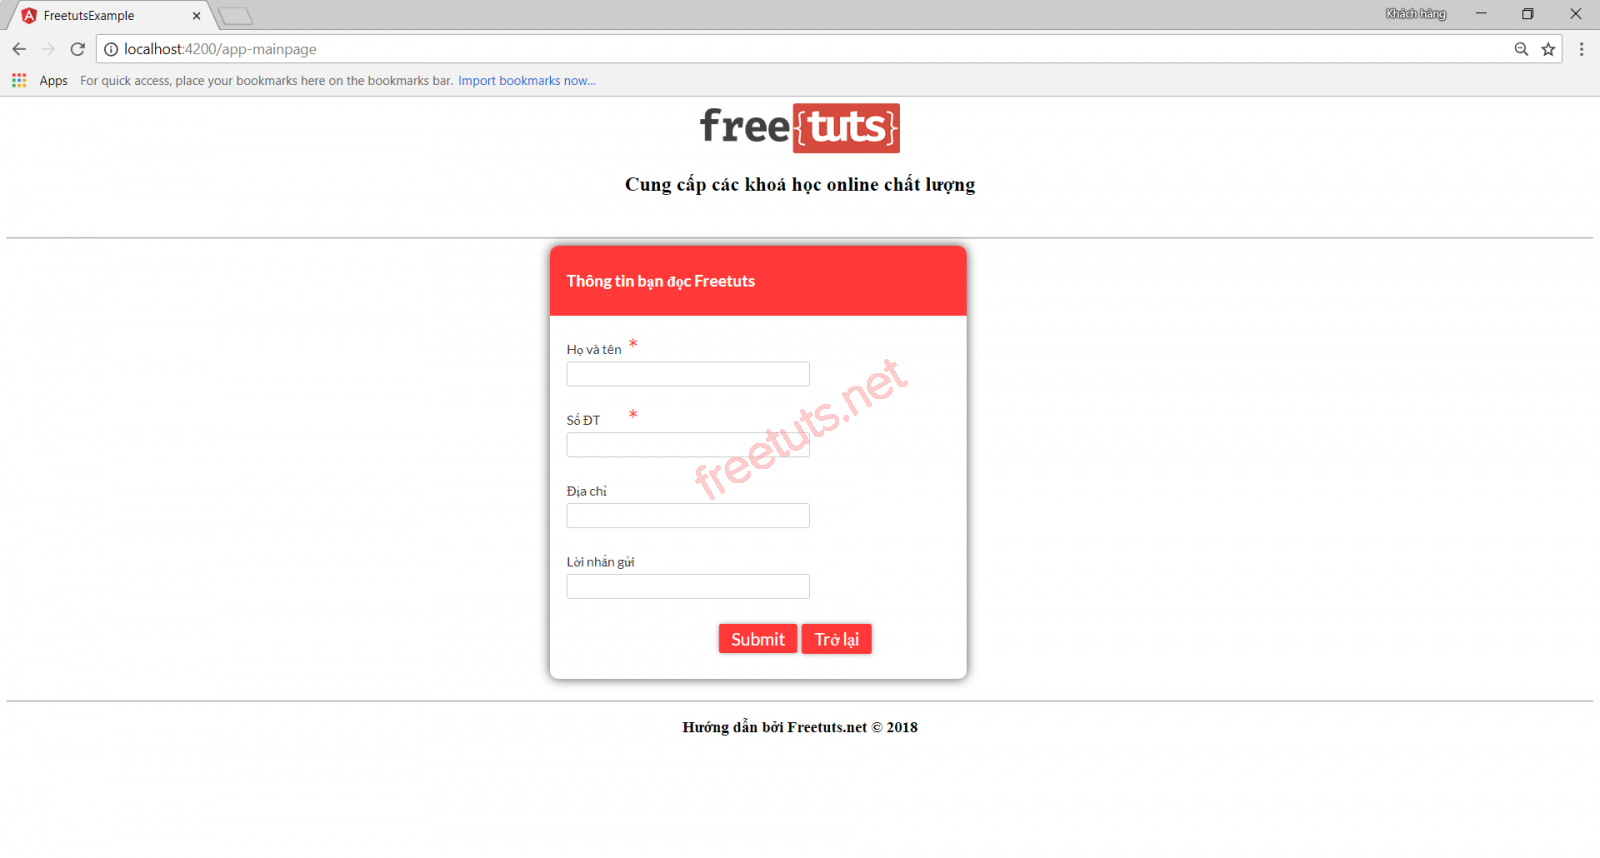 FreetutsExample
Khách hàng
localhost:4200/app-mainpage
Apps For quick access, place your bookmarks here on the bookmarks bar. Import bookmarks now...
free{tuts}
Cung cấp các khoá học online chất lượng
Thông tin bạn đọc Freetuts
Họ và tên *
Số ĐT *
freetuts.net
Địa chỉ
Lời nhắn gửi
Submit Trở lại
Hướng dẫn bởi Freetuts.net © 2018